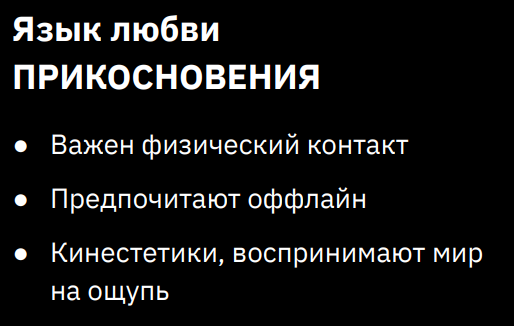 Язык любви
ПРИКОСНОВЕНИЯ
● Важен физический контакт
● Предпочитают оффлайн
● Кинестетики, воспринимают мир
на ощупь